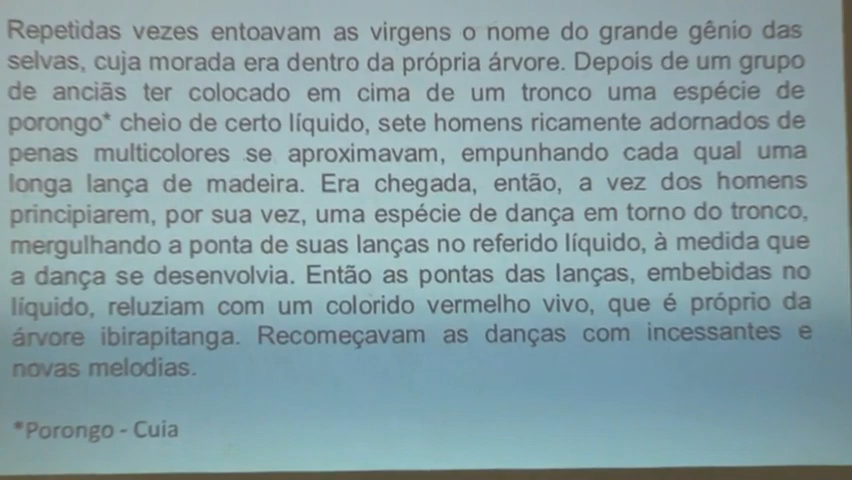 Repetidas vezes entoavam as virgens o nome do grande gênio das
selvas, cuja morada era dentro da própria árvore. Depois de um grupo
de anciãs ter colocado em cima de um tronco uma espécie de
porongo* cheio de certo líquido, sete homens ricamente adornados de
penas multicolores se aproximavam, empunhando cada qual uma
longa lança de madeira. Era chegada, então, a vez dos homens
principiarem, por sua vez, uma espécie de dança em torno do tronco,
mergulhando a ponta de suas lanças no referido líquido, à medida que
a dança se desenvolvia. Então as pontas das lanças, embebidas no
líquido, reluziam com um colorido vermelho vivo, que é próprio da
árvore ibirapitanga. Recomeçavam as danças com incessantes e
novas melodias.
*Porongo - Cuia